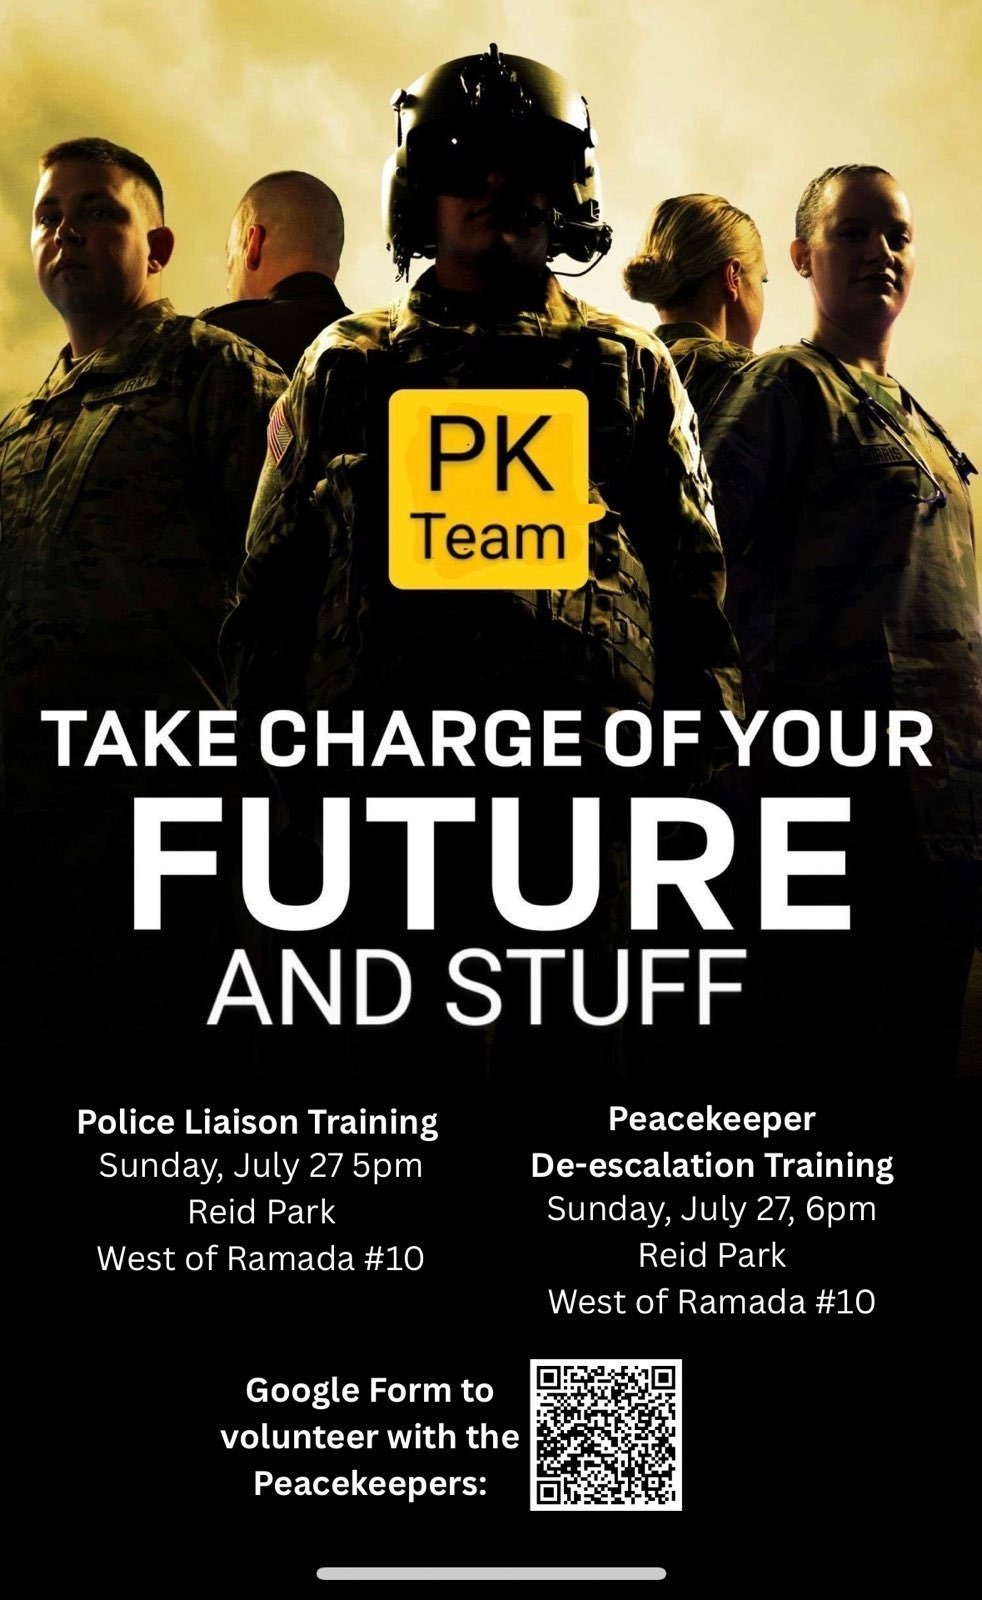 U.S. ARMY
PK
Team
TAKE CHARGE OF YOUR
FUTURE
AND STUFF
Police Liaison Training
Sunday, July 27 5pm
Reid Park
West of Ramada #10
Peacekeeper
De-escalation Training
Sunday, July 27, 6pm
Reid Park
West of Ramada #10
Google Form to
volunteer with the
Peacekeepers: